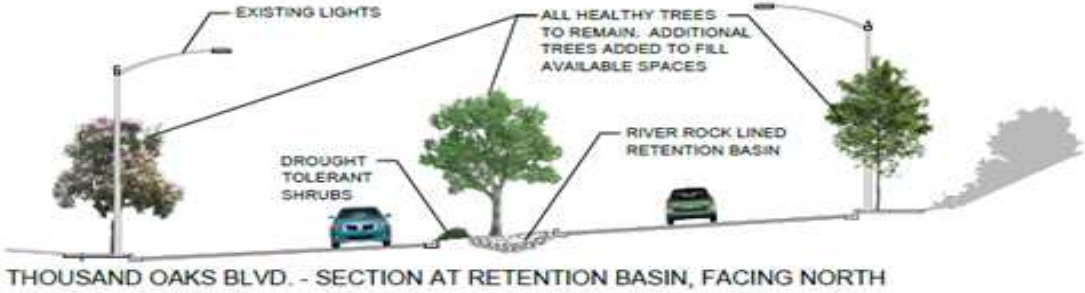 EXISTING LIGHTS
ALL HEALTHY TREES
TO REMAIN. ADDITIONAL
TREES ADDED TO FILL
AVAILABLE SPACES
DROUGHT
TOLERANT
SHRUBS
RIVER ROCK LINED
RETENTION BASIN
THOUSAND OAKS BLVD. - SECTION AT RETENTION BASIN, FACING NORTH